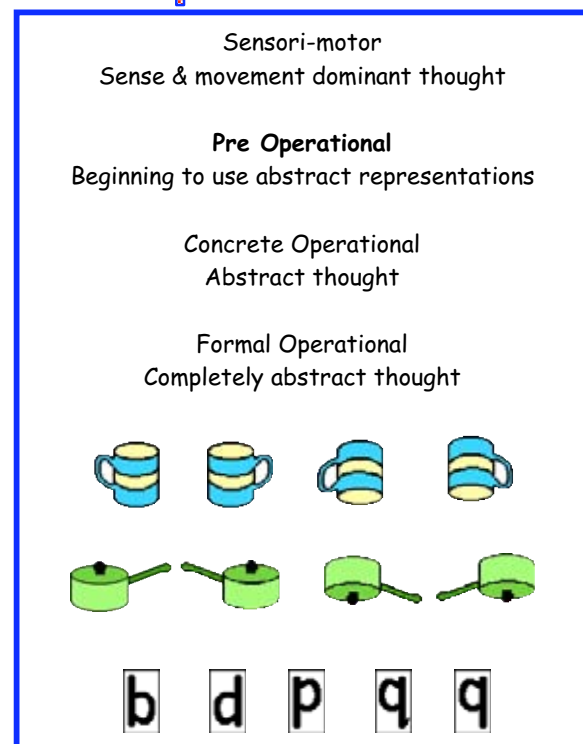 Sensori-motor
Sense & movement dominant thought
Pre Operational
Beginning to use abstract representations
Concrete Operational
Abstract thought
Formal Operational
Completely abstract thought
b d p q q